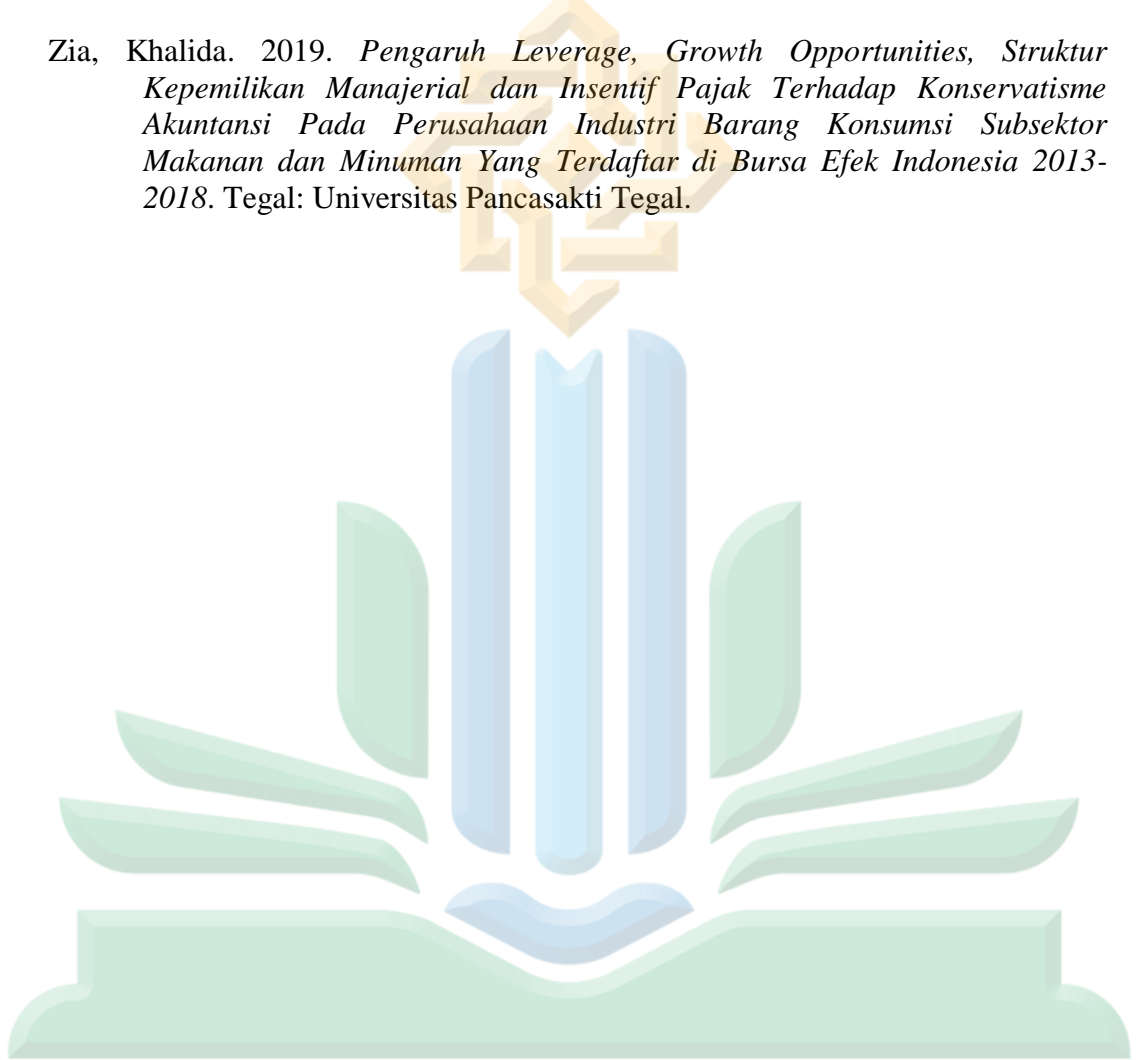 Zia, Khalida. 2019. Pengaruh Leverage, Growth Opportunities, Struktur
Kepemilikan Manajerial dan Insentif Pajak Terhadap Konservatisme
Akuntansi Pada Perusahaan Industri Barang Konsumsi Subsektor
Makanan dan Minuman Yang Terdaftar di Bursa Efek Indonesia 2013-
2018. Tegal: Universitas Pancasakti Tegal.